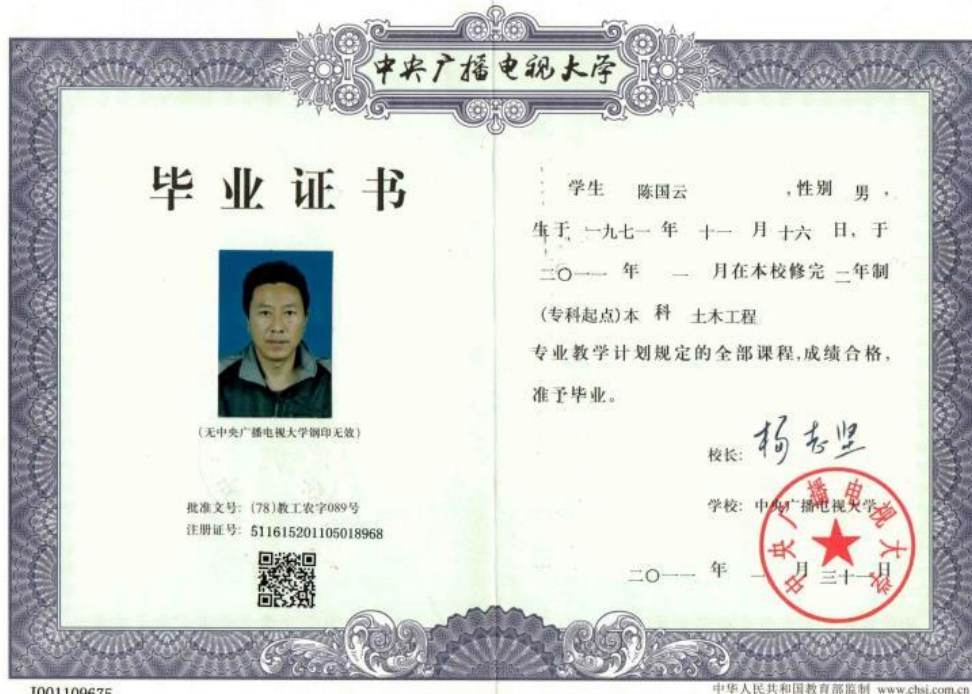 中央广播电视大学
毕业证书
(无中央广播电视大学钢印无效)
批准文号: (78)教工农字089号
注册证号: 511615201105018968
学生 陈国云 ,性别 男 ,
生于 一九七一 年 十一 月 十六 日, 于
二〇一一 年 一 月在本校修完 二年制
(专科起点)本 科 土木工程
专业教学计划规定的全部课程,成绩合格,
准予毕业。
校长: 杨志坚
学校: 中央广播电视大学
中央广播电视大学
二〇一一 年 一 月 三十一日
J001109675
中华人民共和国教育部监制 www.chsi.com.cn